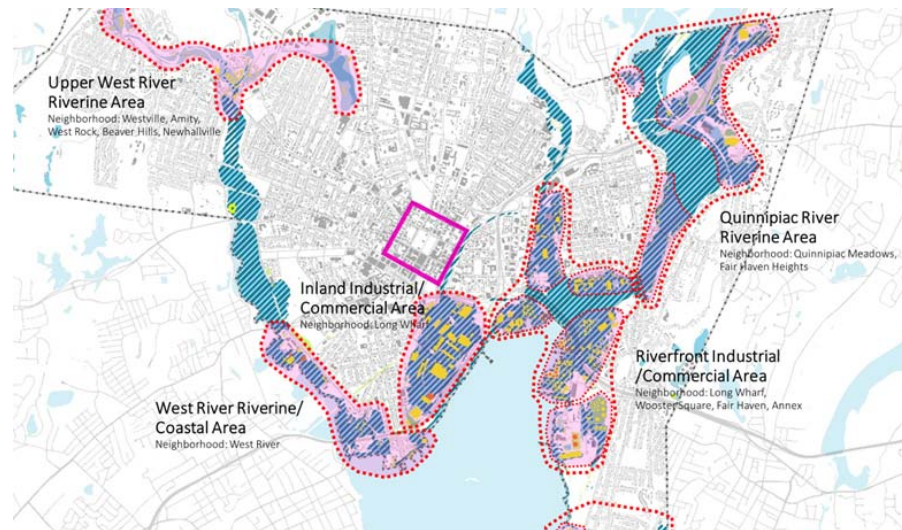 Upper West River
Riverine Area
Neighborhood: Westville, Amity,
West Rock, Beaver Hills, Newhallville
Quinnipiac River
Riverine Area
Neighborhood: Quinnipiac Meadows,
Fair Haven Heights
Inland Industrial/
Commercial Area
Neighborhood: Long Wharf
Riverfront Industrial
/Commercial Area
Neighborhood: Long Wharf,
Wooster Square, Fair Haven, Annex
West River Riverine/
Coastal Area
Neighborhood: West River